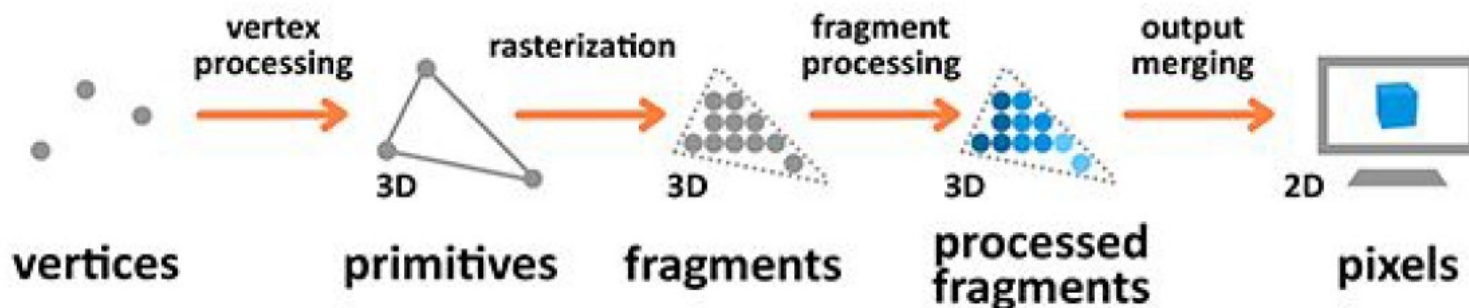 vertex
processing
rasterization
fragment
processing
output
merging
3D
3D
3D
2D
vertices
primitives
fragments
processed
fragments
pixels